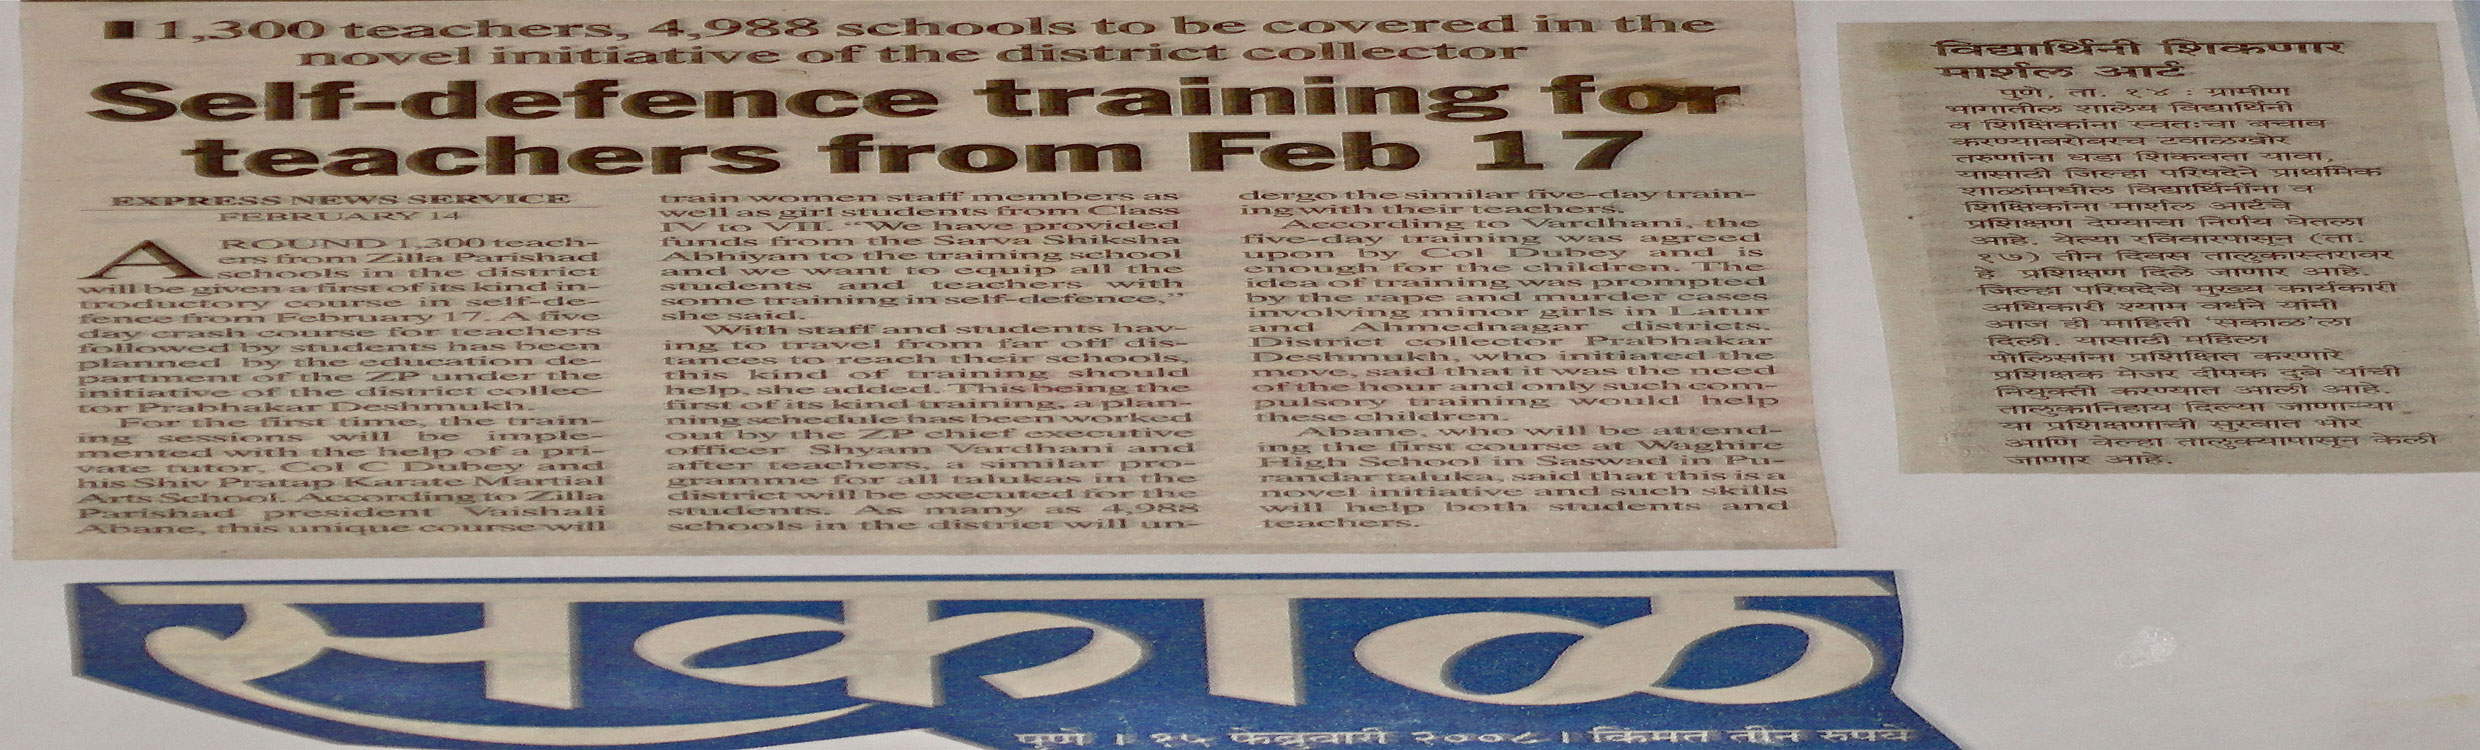 1,300 teachers, 4,988 schools to be covered in the
novel initiative of the district collector
Self-defence training for
teachers from Feb 17
EXPRESS NEWS SERVICE
FEBRUARY 14
AROUND 1,300 teach-
ers from Zilla Parishad
schools in the district
will be given a first of its kind in-
troductory course in self-de-
fence from February 17. A five
day crash course for teachers
followed by students has been
planned by the education de-
partment of the ZP under the
initiative of the district collec-
tor Prabhakar Deshmukh.
For the first time, the train-
ing sessions will be imple-
mented with the help of a pri-
vate tutor, Col C Dubey and
his Shiv Pratap Karate Martial
Arts School. According to Zilla
Parishad president Vaishali
Abane, this unique course will
train women staff members as
well as girl students from Class
IV to VII. “We have provided
funds from the Sarva Shiksha
Abhiyan to the training school
and we want to equip all the
students and teachers with
some training in self-defence,”
she said.
With staff and students hav-
ing to travel from far off dis-
tances to reach their schools,
this kind of training should
help, she added. This being the
first of its kind training, a plan-
ning schedule has been worked
out by the ZP chief executive
officer Shyam Vardhani and
after teachers, a similar pro-
gramme for all talukas in the
district will be executed for the
students. As many as 4,988
schools in the district will un-
dergo the similar five-day train-
ing with their teachers.
According to Vardhani, the
five-day training was agreed
upon by Col Dubey and is
enough for the children. The
idea of training was prompted
by the rape and murder cases
involving minor girls in Latur
and Ahmednagar districts.
District collector Prabhakar
Deshmukh, who initiated the
move, said that it was the need
of the hour and only such com-
pulsory training would help
these children.
Abane, who will be attend-
ing the first course at Waghire
High School in Saswad in Pu-
randar taluka, said that this is a
novel initiative and such skills
will help both students and
teachers.
विद्यार्थिनी शिकणार
मार्शल आर्ट
पुणे, ता. १४ : ग्रामीण
भागातील शालेय विद्यार्थिनी
व शिक्षिकांना स्वतःचा बचाव
करण्याबरोबरच टवाळखोर
तरुणांना धडा शिकवता यावा,
यासाठी जिल्हा परिषदेने प्राथमिक
शाळांमधील विद्यार्थिनींना व
शिक्षिकांना मार्शल आर्टचे
प्रशिक्षण देण्याचा निर्णय घेतला
आहे. येत्या रविवारपासून (ता.
१७) तीन दिवस तालुकास्तरावर
हे प्रशिक्षण दिले जाणार आहे.
जिल्हा परिषदेचे मुख्य कार्यकारी
अधिकारी श्याम वर्धने यांनी
आज ही माहिती 'सकाळ'ला
दिली. यासाठी महिला
पोलिसांना प्रशिक्षित करणारे
प्रशिक्षक मेजर दीपक दुबे यांची
नियुक्ती करण्यात आली आहे.
तालुकानिहाय दिल्या जाणाऱ्या
या प्रशिक्षणाची सुरवात भोर
आणि वेल्हा तालुक्यापासून केली
जाणार आहे.
सकाळ
पुणे । १५ फेब्रुवारी २००८ । किंमत तीन रुपये